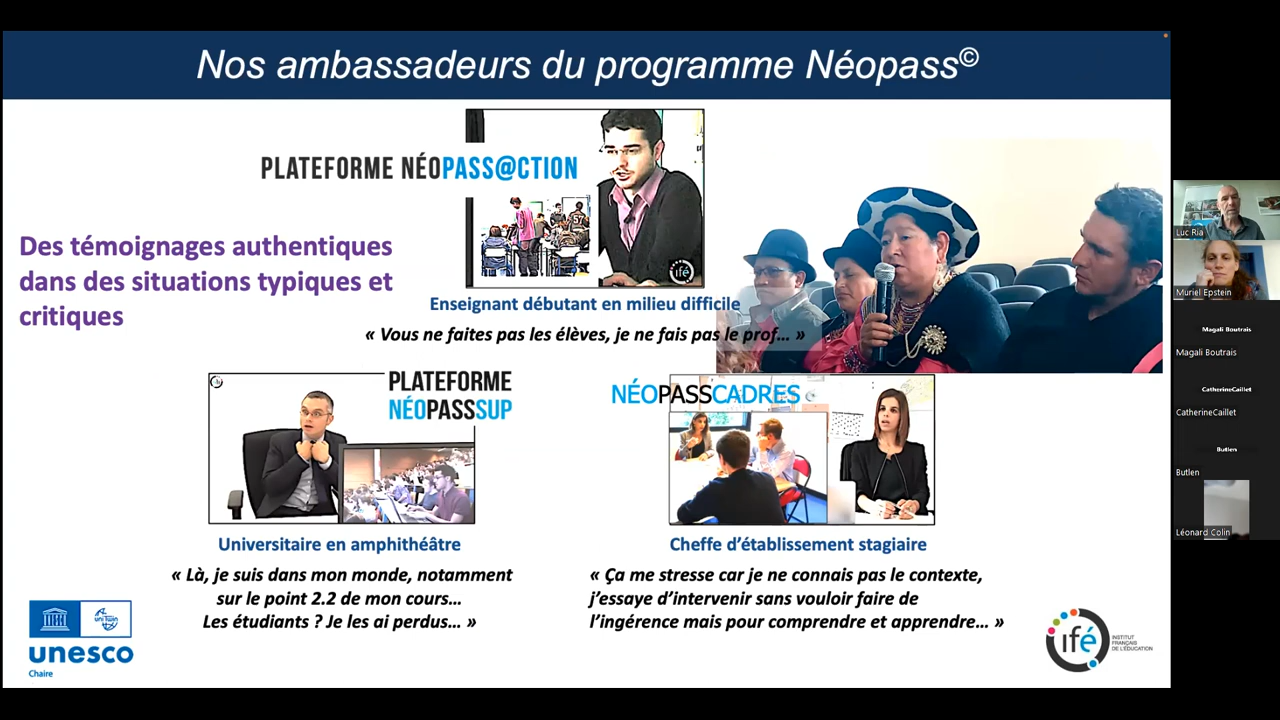 Nos ambassadeurs du programme Néopass©
PLATEFORME NÉOPASS@CTION
Des témoignages authentiques
dans des situations typiques et
critiques
ifé
Enseignant débutant en milieu difficile
« Vous ne faites pas les élèves, je ne fais pas le prof... »
PLATEFORME
NÉOPASSSUP
NÉOPASSCADRES
Universitaire en amphithéâtre
« Là, je suis dans mon monde, notamment
sur le point 2.2 de mon cours...
Les étudiants ? Je les ai perdus... »
Cheffe d'établissement stagiaire
« Ça me stresse car je ne connais pas le contexte,
j'essaye d'intervenir sans vouloir faire de
l'ingérence mais pour comprendre et apprendre... »
uniTwin
unesco
Chaire
ifé
INSTITUT
FRANÇAIS
DE L'ÉDUCATION
Luc Ria
Muriel Epstein
Magali Boutrais
Magali Boutrais
CatherineCaillet
CatherineCaillet
Butlen
Butlen
Léonard Colin